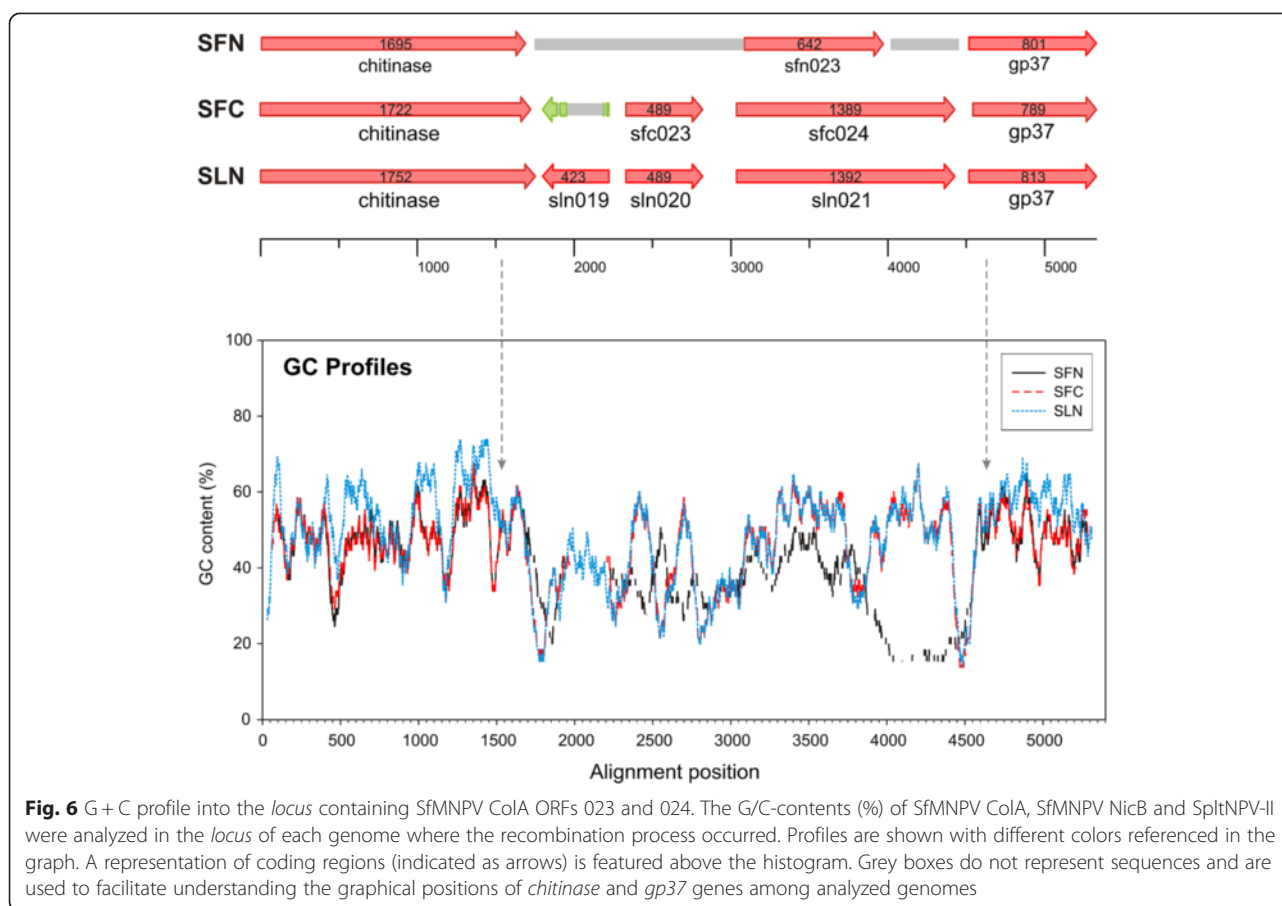 SFN
1695
642
801
chitinase
sfn023
gp37
SFC
1722
489
1389
789
chitinase
sfc023
sfc024
gp37
SLN
1752
423
489
1392
813
chitinase
sln019
sln020
sln021
gp37
1000
2000
3000
4000
5000
GC Profiles
SFN
SFC
SLN
GC content (%)
100
80
60
40
20
0
0
500
1000
1500
2000
2500
3000
3500
4000
4500
5000
Alignment position
Fig. 6 G + C profile into the locus containing SfMNPV ColA ORFs 023 and 024. The G/C-contents (%) of SfMNPV ColA, SfMNPV NicB and SpltNPV-II
were analyzed in the locus of each genome where the recombination process occurred. Profiles are shown with different colors referenced in the
graph. A representation of coding regions (indicated as arrows) is featured above the histogram. Grey boxes do not represent sequences and are
used to facilitate understanding the graphical positions of chitinase and gp37 genes among analyzed genomes